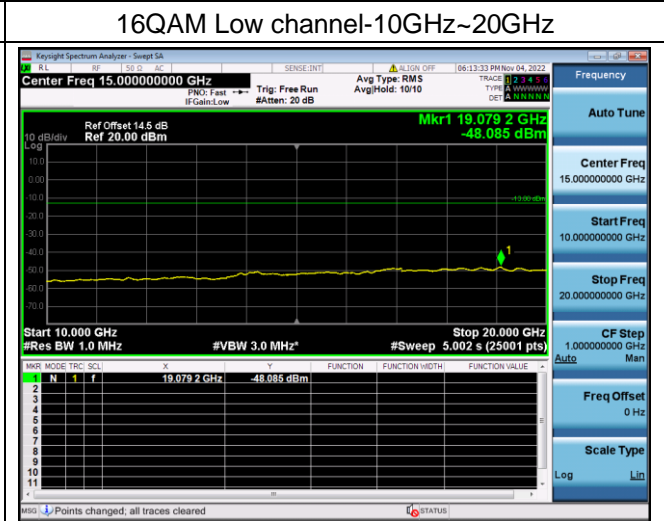 16QAM Low channel-10GHz~20GHz
Keysight Spectrum Analyzer - Swept SA
RL RF 50 Ω AC SENSE:INT ALIGN OFF 06:13:33 PM Nov 04, 2022
Center Freq 15.000000000 GHz
PNO: Fast
IFGain:Low
Trig: Free Run
#Atten: 20 dB
Avg Type: RMS
Avg|Hold: 10/10
TRACE 1 2 3 4 5 6
TYPE A WWWWW
DET A NNNNN
Frequency
Ref Offset 14.5 dB
10 dB/div Ref 20.00 dBm
Log
Mkr1 19.079 2 GHz
-48.085 dBm
10.0
0.00
-10.0
-13.00 dBm
-20.0
-30.0
-40.0
1
-50.0
-60.0
-70.0
Start 10.000 GHz Stop 20.000 GHz
#Res BW 1.0 MHz #VBW 3.0 MHz* #Sweep 5.002 s (25001 pts)
MKR MODE TRC SCL X Y FUNCTION FUNCTION WIDTH FUNCTION VALUE
1 N 1 f 19.079 2 GHz -48.085 dBm
2
3
4
5
6
7
8
9
10
11
MSG Points changed; all traces cleared STATUS
Auto Tune
Center Freq
15.000000000 GHz
Start Freq
10.000000000 GHz
Stop Freq
20.000000000 GHz
CF Step
1.000000000 GHz
Auto Man
Freq Offset
0 Hz
Scale Type
Log Lin